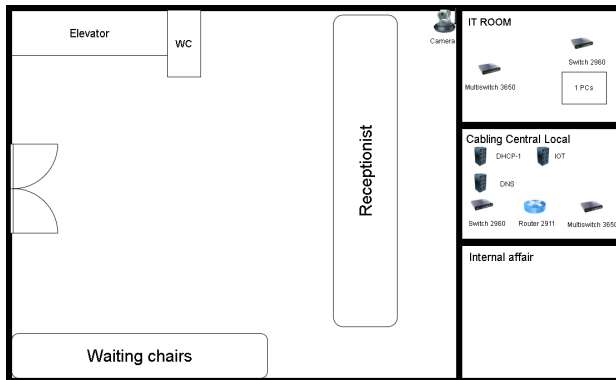 Elevator
WC
Receptionist
Waiting chairs
Camera
IT ROOM
Switch 2960
Multiswitch 3650
1 PCs
Cabling Central Local
DHCP-1
IOT
DNS
Switch 2960
Router 2911
Multiswitch 3650
Internal affair